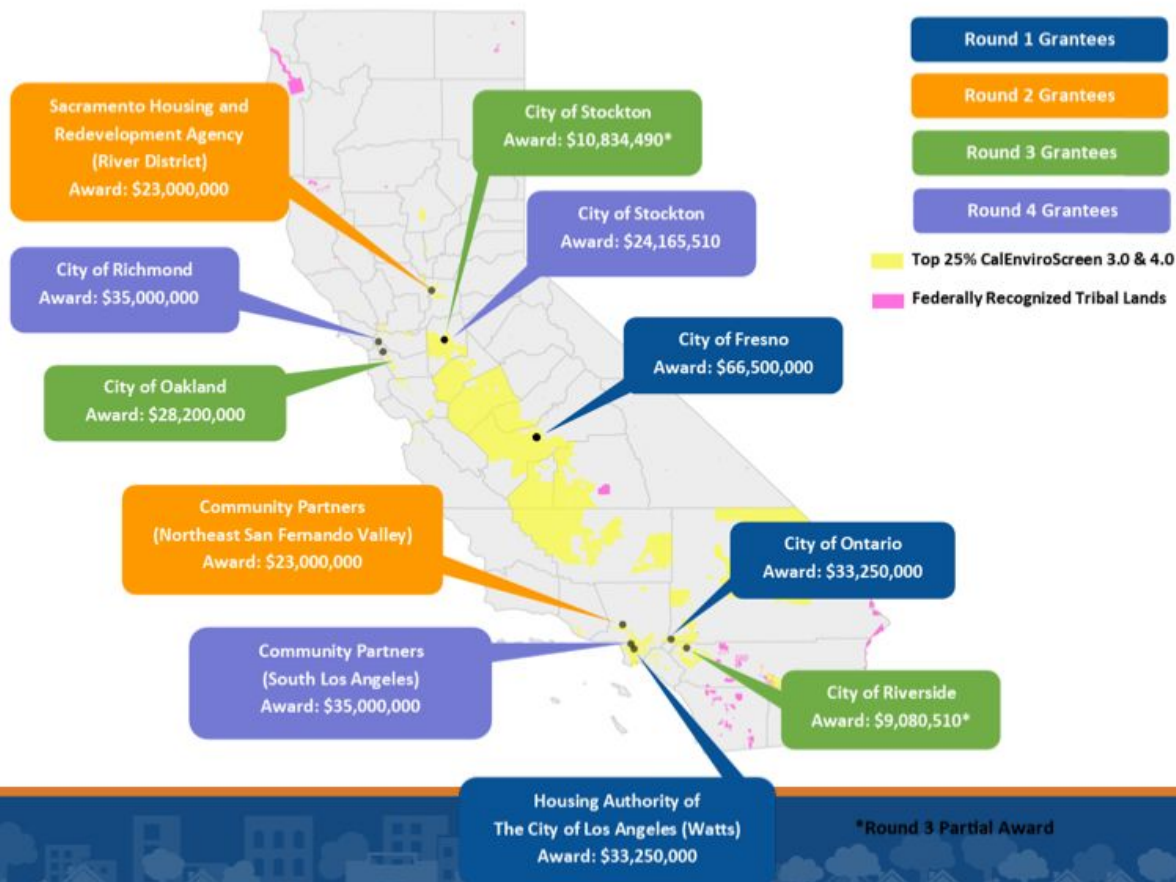 Round 1 Grantees
Round 2 Grantees
Round 3 Grantees
Round 4 Grantees
Top 25% CalEnviroScreen 3.0 & 4.0
Federally Recognized Tribal Lands
Sacramento Housing and
Redevelopment Agency
(River District)
Award: $23,000,000
City of Stockton
Award: $10,834,490*
City of Stockton
Award: $24,165,510
City of Richmond
Award: $35,000,000
City of Fresno
Award: $66,500,000
City of Oakland
Award: $28,200,000
Community Partners
(Northeast San Fernando Valley)
Award: $23,000,000
City of Ontario
Award: $33,250,000
Community Partners
(South Los Angeles)
Award: $35,000,000
City of Riverside
Award: $9,080,510*
Housing Authority of
The City of Los Angeles (Watts)
Award: $33,250,000
*Round 3 Partial Award